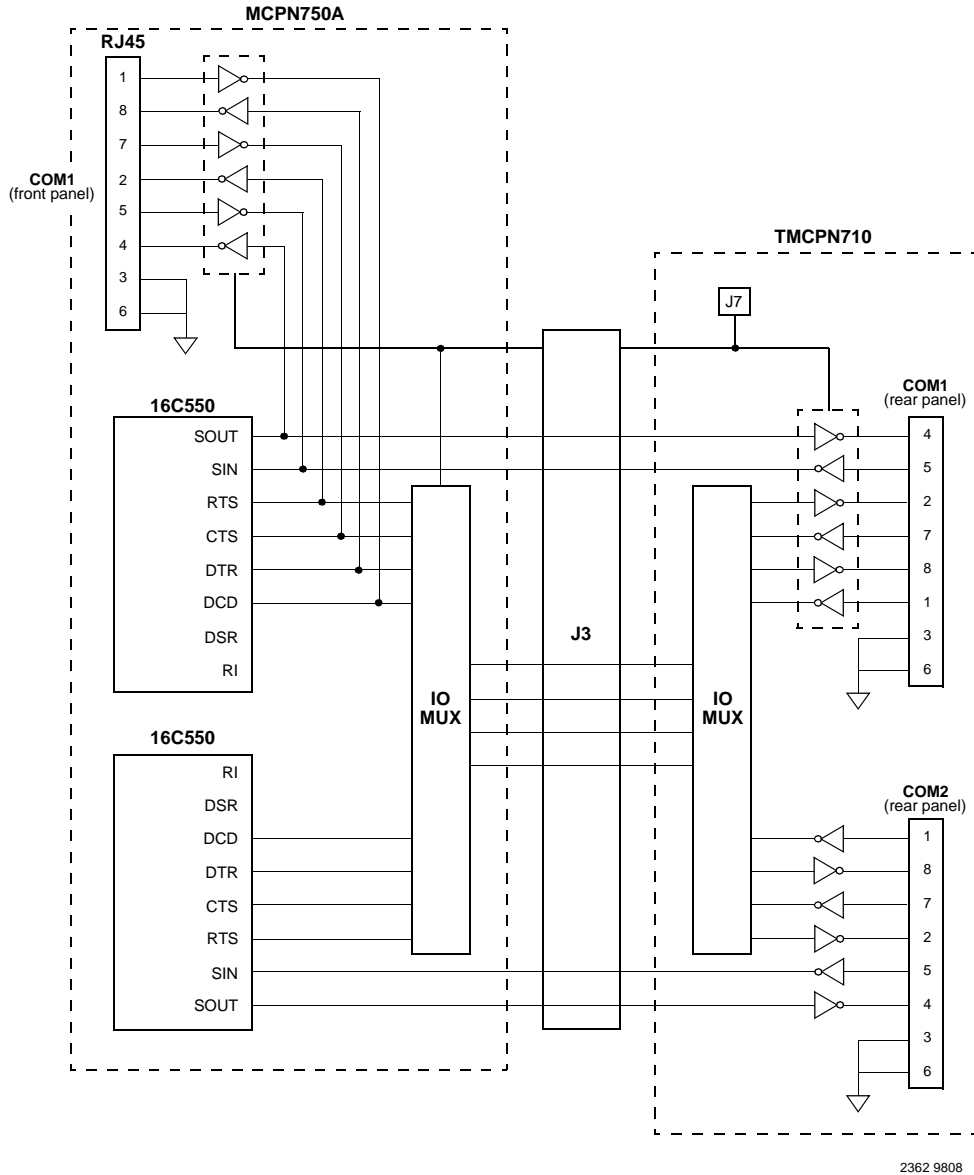 MCPN750A
RJ45
1
8
7
2
5
4
3
6
COM1
(front panel)
TMCPN710
J7
COM1
(rear panel)
4
5
2
7
8
1
3
6
16C550
SOUT
SIN
RTS
CTS
DTR
DCD
DSR
RI
J3
IO
MUX
IO
MUX
16C550
RI
DSR
DCD
DTR
CTS
RTS
SIN
SOUT
COM2
(rear panel)
1
8
7
2
5
4
3
6
2362 9808